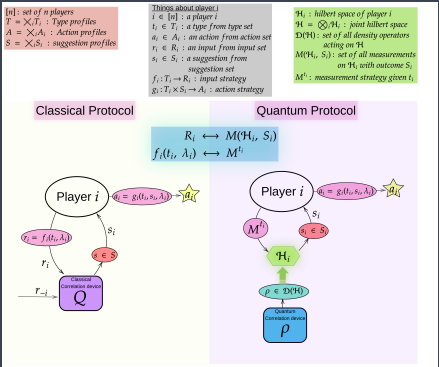 [n] : set of n players
T = ⨉ᵢTᵢ : Type profiles
A = ⨉ᵢAᵢ : Action profiles
S = ⨉ᵢSᵢ : suggestion profiles
Things about player i
i ∈ [n] : a player i
tᵢ ∈ Tᵢ : a type from type set
aᵢ ∈ Aᵢ : an action from action set
rᵢ ∈ Rᵢ : an input from input set
sᵢ ∈ Sᵢ : a suggestion from
suggestion set
fᵢ : Tᵢ → Rᵢ : input strategy
gᵢ : Tᵢ × Sᵢ → Aᵢ : action strategy
ℋᵢ : hilbert space of player i
ℋ = ⨂ᵢℋᵢ : joint hilbert space
D(ℋ) : set of all density operators
acting on ℋ
M(ℋᵢ, Sᵢ) : set of all measurements
on ℋᵢ with outcome Sᵢ
M^{tᵢ} : measurement strategy given tᵢ
Classical Protocol
Quantum Protocol
Rᵢ ⟷ M(ℋᵢ, Sᵢ)
fᵢ(tᵢ, λᵢ) ⟷ M^{tᵢ}
Player i
aᵢ = gᵢ(tᵢ, sᵢ, λᵢ)
aᵢ
sᵢ
rᵢ = fᵢ(tᵢ, λᵢ)
s ∈ S
rᵢ
r₋ᵢ
Classical
Correlation device
Q
Player i
aᵢ = gᵢ(tᵢ, sᵢ, λᵢ)
aᵢ
sᵢ
M^{tᵢ}
sᵢ ∈ Sᵢ
ℋᵢ
ρ ∈ D(ℋ)
Quantum
Correlation device
ρ